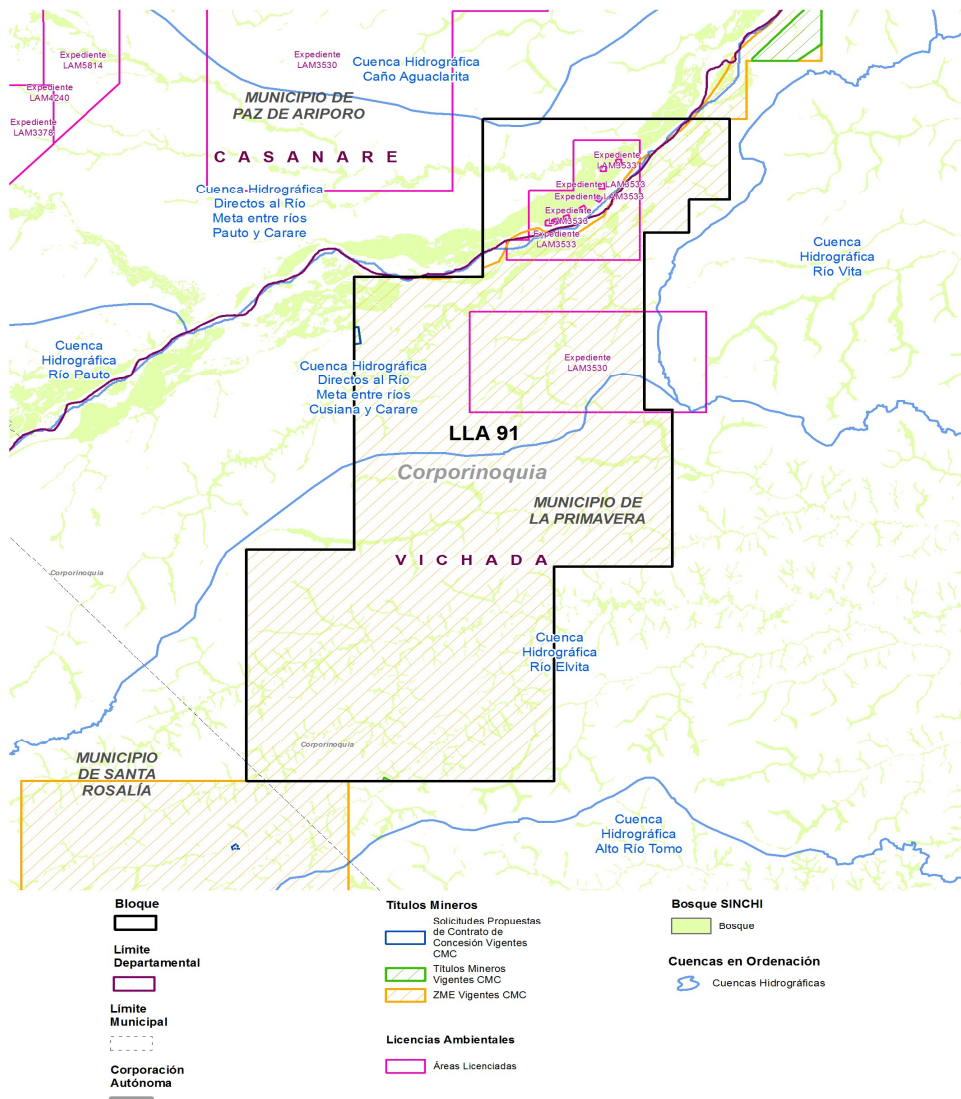 Expediente
LAM5814
Expediente
LAM4240
Expediente
LAM3378
Expediente
LAM3530
Cuenca Hidrográfica
Caño Aguaclarita
MUNICIPIO DE
PAZ DE ARIPORO
CASANARE
Cuenca Hidrográfica
Directos al Río
Meta entre ríos
Pauto y Carare
Expediente
LAM3533
Expediente LAM3533
Expediente LAM3533
Expediente
LAM3533
Expediente
LAM3533
Cuenca
Hidrográfica
Río Vita
Cuenca
Hidrográfica
Río Pauto
Cuenca Hidrográfica
Directos al Río
Meta entre ríos
Cusiana y Carare
Expediente
LAM3530
LLA 91
Corporinoquia
MUNICIPIO DE
LA PRIMAVERA
VICHADA
Corporinoquia
Cuenca
Hidrográfica
Río Elvita
Corporinoquia
MUNICIPIO
DE SANTA
ROSALÍA
Cuenca
Hidrográfica
Alto Río Tomo
Bloque
Límite
Departamental
Límite
Municipal
Corporación
Autónoma
Títulos Mineros
Solicitudes Propuestas
de Contrato de
Concesión Vigentes
CMC
Títulos Mineros
Vigentes CMC
ZME Vigentes CMC
Licencias Ambientales
Áreas Licenciadas
Bosque SINCHI
Bosque
Cuencas en Ordenación
Cuencas Hidrográficas